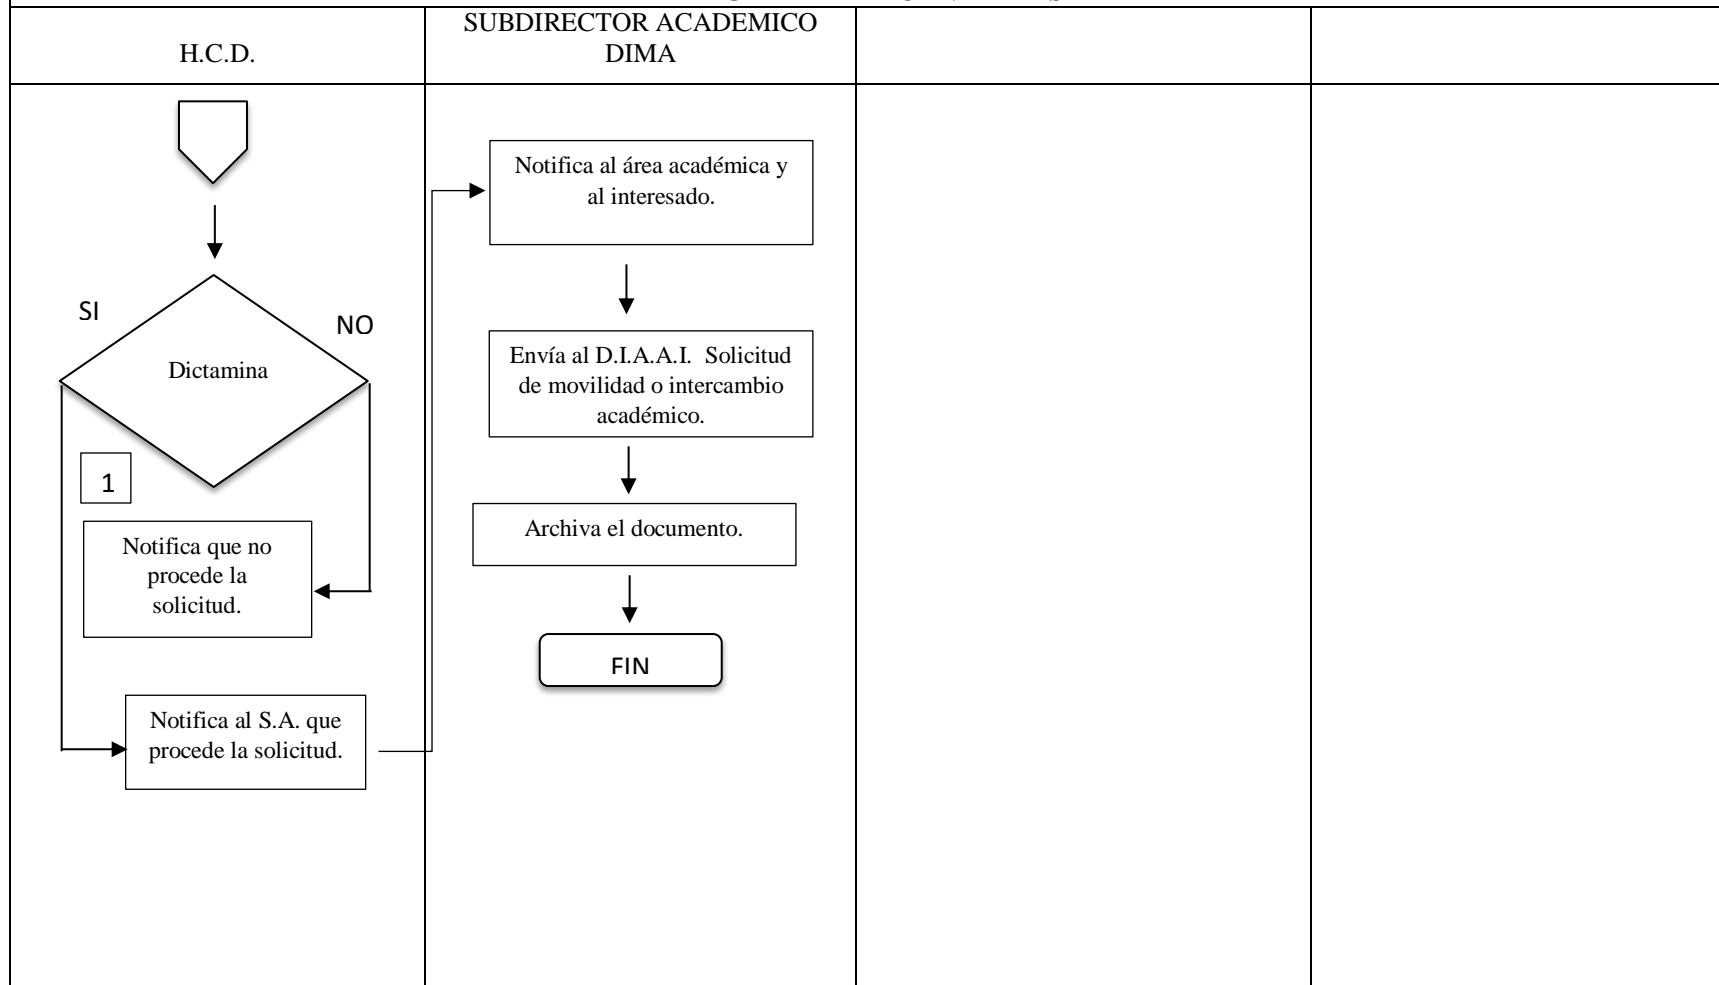 H.C.D.
SUBDIRECTOR ACADEMICO
DIMA
SI
NO
Dictamina
1
Notifica que no
procede la
solicitud.
Notifica al S.A. que
procede la solicitud.
Notifica al área académica y
al interesado.
Envía al D.I.A.A.I. Solicitud
de movilidad o intercambio
académico.
Archiva el documento.
FIN